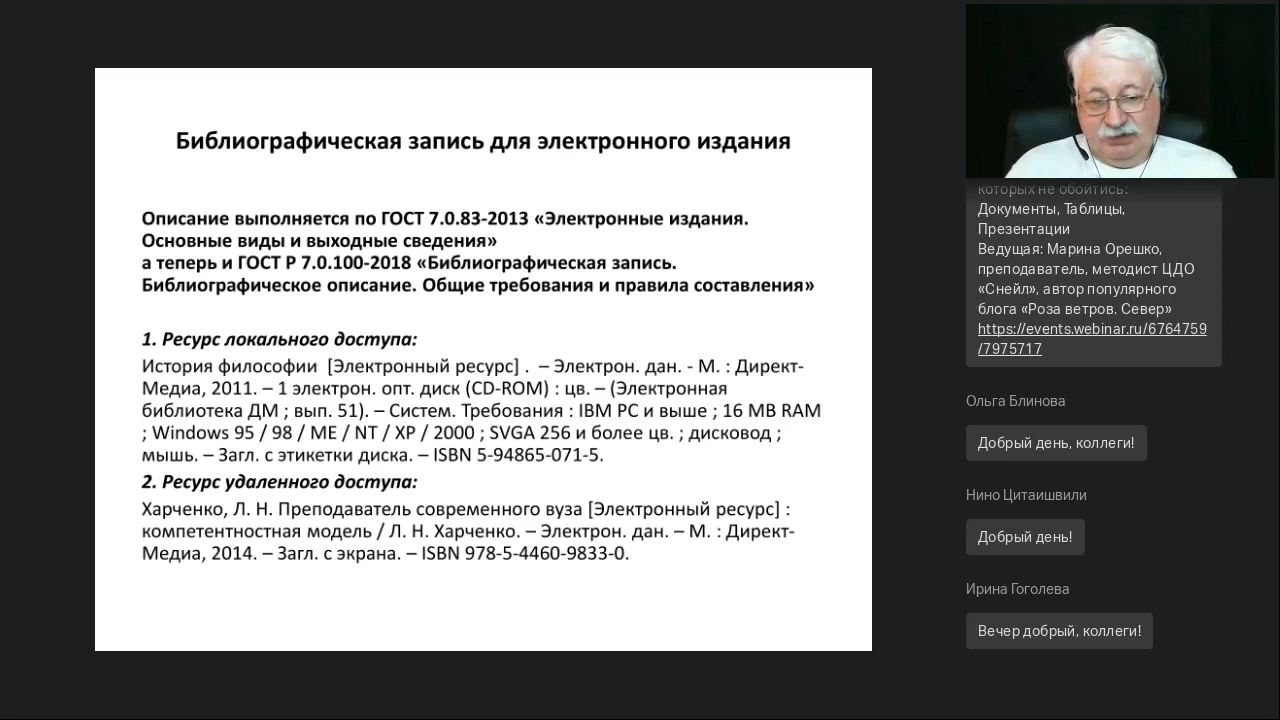 Библиографическая запись для электронного издания
Описание выполняется по ГОСТ 7.0.83-2013 «Электронные издания.
Основные виды и выходные сведения»
а теперь и ГОСТ Р 7.0.100-2018 «Библиографическая запись.
Библиографическое описание. Общие требования и правила составления»
1. Ресурс локального доступа:
История философии  [Электронный ресурс] .  – Электрон. дан. - М. : Директ-
Медиа, 2011. – 1 электрон. опт. диск (CD-ROM) : цв. – (Электронная
библиотека ДМ ; вып. 51). – Систем. Требования : IBM PC и выше ; 16 MB RAM
; Windows 95 / 98 / ME / NT / XP / 2000 ; SVGA 256 и более цв. ; дисковод ;
мышь. – Загл. с этикетки диска. – ISBN 5-94865-071-5.
2. Ресурс удаленного доступа:
Харченко, Л. Н. Преподаватель современного вуза [Электронный ресурс] :
компетентностная модель / Л. Н. Харченко. – Электрон. дан. – М. : Директ-
Медиа, 2014. – Загл. с экрана. – ISBN 978-5-4460-9833-0.
которых не обойтись:
Документы, Таблицы,
Презентации
Ведущая: Марина Орешко,
преподаватель, методист ЦДО
«Снейл», автор популярного
блога «Роза ветров. Север»
https://events.webinar.ru/6764759
/7975717
Ольга Блинова
Добрый день, коллеги!
Нино Цитаишвили
Добрый день!
Ирина Гоголева
Вечер добрый, коллеги!